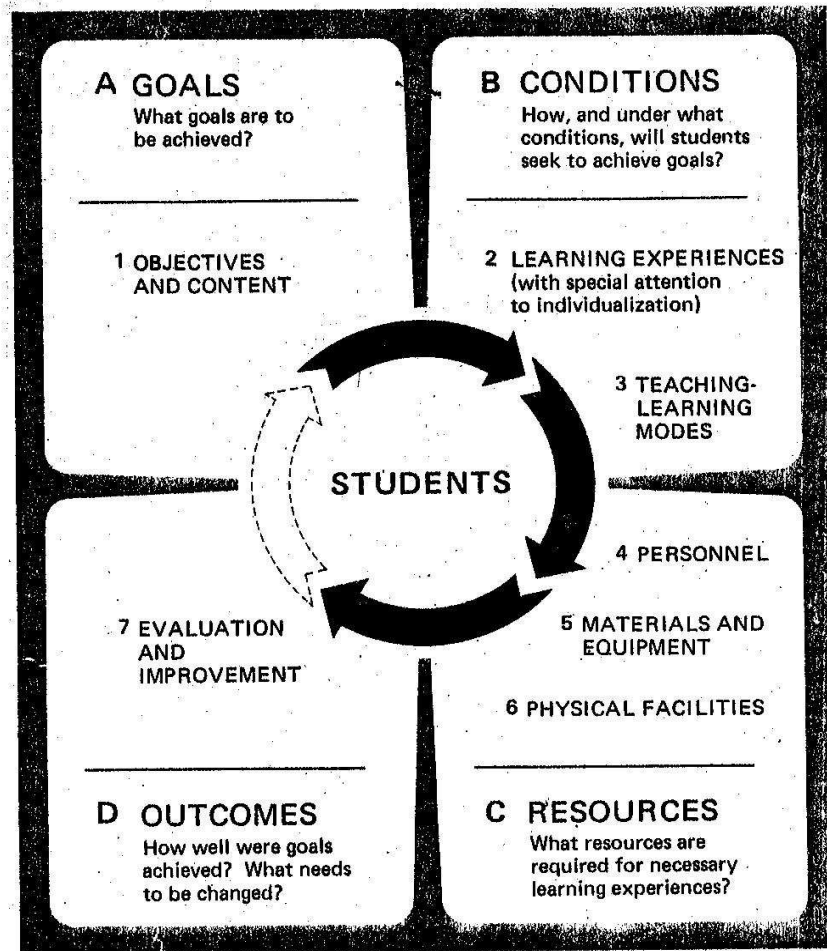 A GOALS
What goals are to
be achieved?
1 OBJECTIVES
AND CONTENT
B CONDITIONS
How, and under what
conditions, will students
seek to achieve goals?
2 LEARNING EXPERIENCES
(with special attention
to individualization)
3 TEACHING-
LEARNING
MODES
STUDENTS
4 PERSONNEL
5 MATERIALS AND
EQUIPMENT
6 PHYSICAL FACILITIES
C RESOURCES
What resources are
required for necessary
learning experiences?
7 EVALUATION
AND
IMPROVEMENT
D OUTCOMES
How well were goals
achieved? What needs
to be changed?